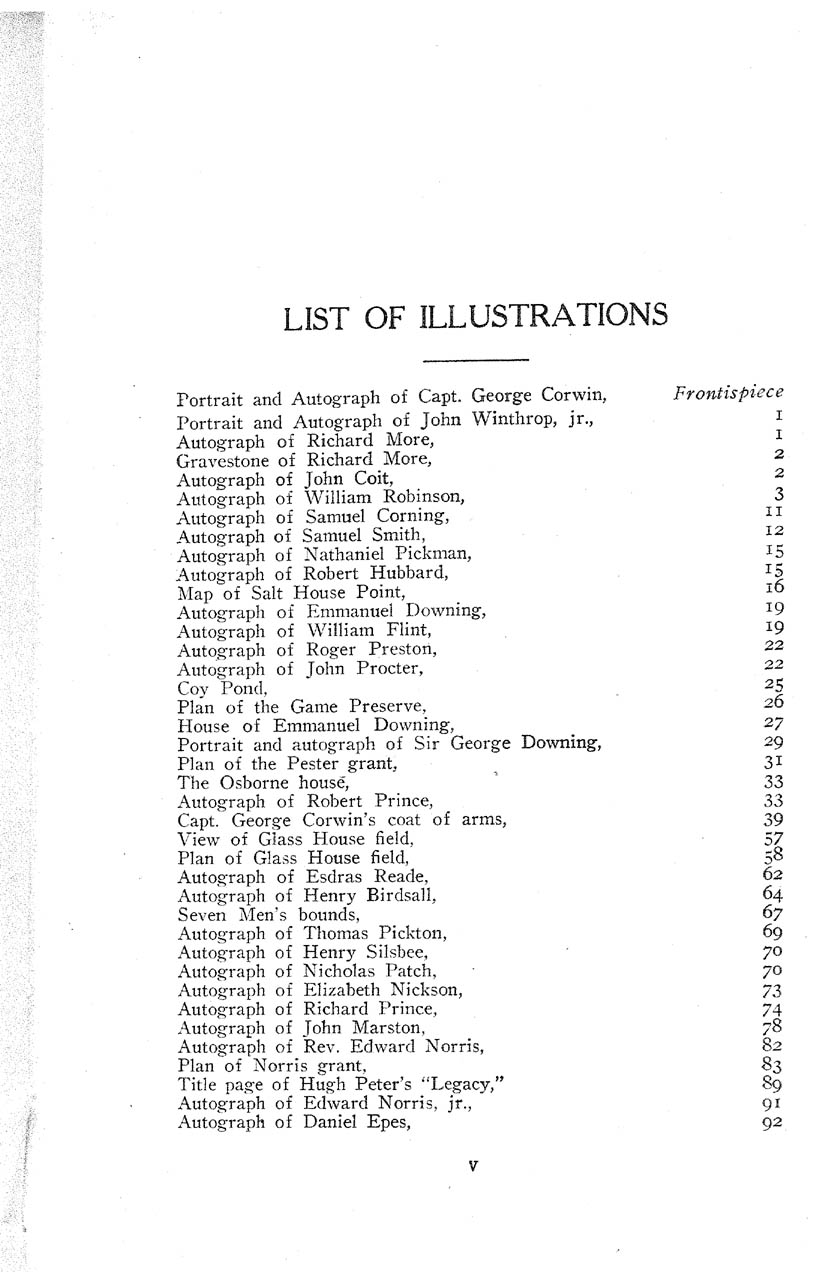 LIST OF ILLUSTRATIONS
Portrait and Autograph of Capt. George Corwin, Frontispiece
Portrait and Autograph of John Winthrop, jr., 1
Autograph of Richard More, 1
Gravestone of Richard More, 2
Autograph of John Coit, 2
Autograph of William Robinson, 3
Autograph of Samuel Corning, 11
Autograph of Samuel Smith, 12
Autograph of Nathaniel Pickman, 15
Autograph of Robert Hubbard, 15
Map of Salt House Point, 16
Autograph of Emmanuel Downing, 19
Autograph of William Flint, 19
Autograph of Roger Preston, 22
Autograph of John Procter, 22
Coy Pond, 25
Plan of the Game Preserve, 26
House of Emmanuel Downing, 27
Portrait and autograph of Sir George Downing, 29
Plan of the Pester grant, 31
The Osborne house, 33
Autograph of Robert Prince, 33
Capt. George Corwin's coat of arms, 39
View of Glass House field, 57
Plan of Glass House field, 58
Autograph of Esdras Reade, 62
Autograph of Henry Birdsall, 64
Seven Men's bounds, 67
Autograph of Thomas Pickton, 69
Autograph of Henry Silsbee, 70
Autograph of Nicholas Patch, 70
Autograph of Elizabeth Nickson, 73
Autograph of Richard Prince, 74
Autograph of John Marston, 78
Autograph of Rev. Edward Norris, 82
Plan of Norris grant, 83
Title page of Hugh Peter's "Legacy," 89
Autograph of Edward Norris, jr., 91
Autograph of Daniel Epes, 92
V